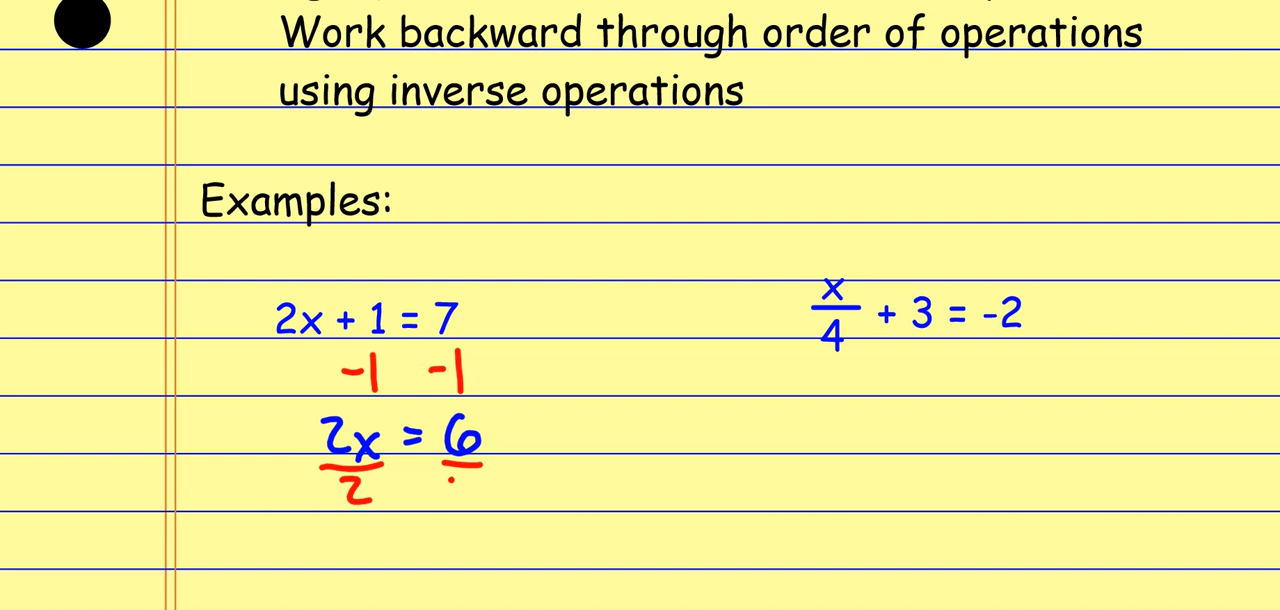 Work backward through order of operations
using inverse operations
Examples:
2x + 1 = 7
-1 -1
2x = 6
2
x/4 + 3 = -2